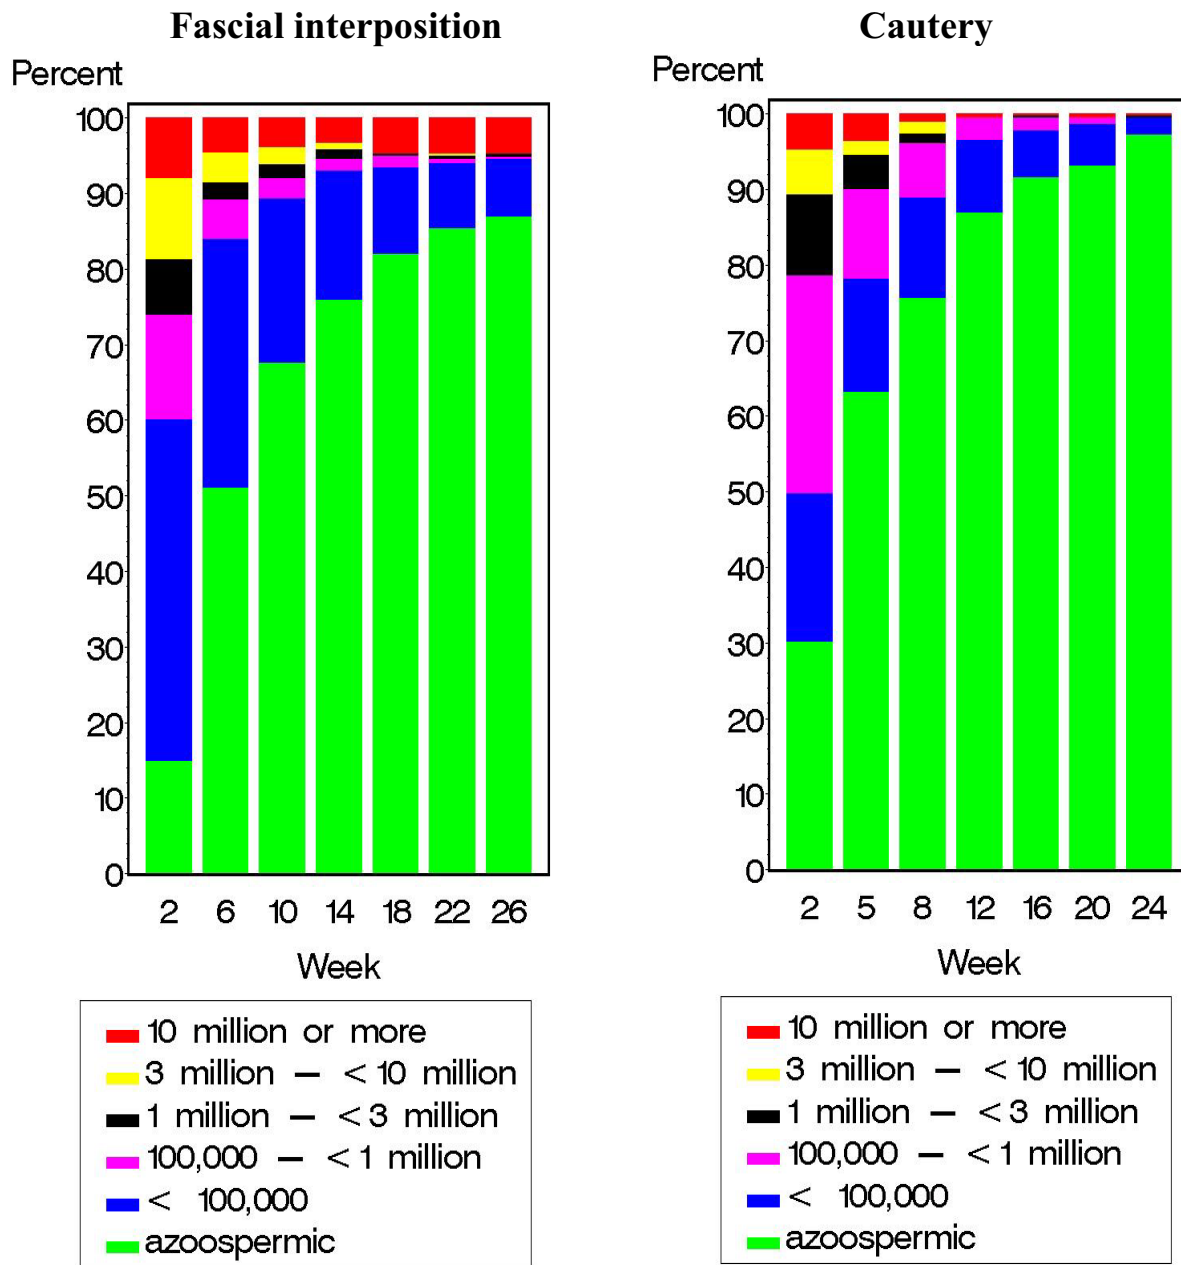 Fascial interposition
Percent
100
90
80
70
60
50
40
30
20
10
0
2 6 10 14 18 22 26
Week
10 million or more
3 million – < 10 million
1 million – < 3 million
100,000 – < 1 million
< 100,000
azoospermic
Cautery
Percent
100
90
80
70
60
50
40
30
20
10
0
2 5 8 12 16 20 24
Week
10 million or more
3 million – < 10 million
1 million – < 3 million
100,000 – < 1 million
< 100,000
azoospermic